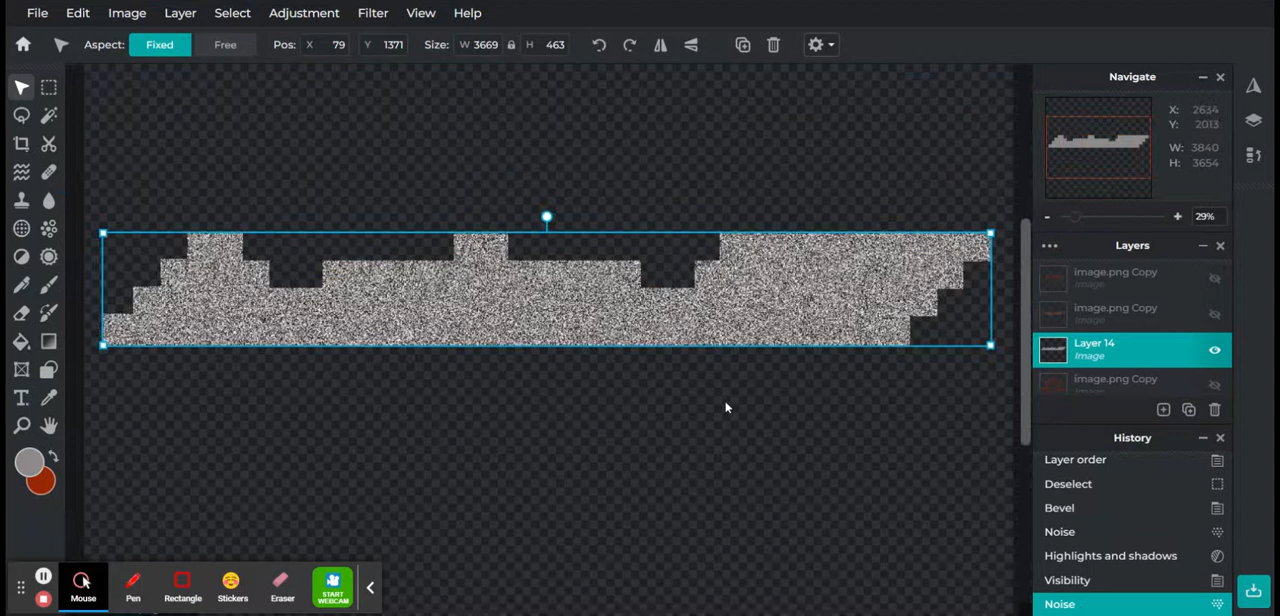 File Edit Image Layer Select Adjustment Filter View Help
Aspect: Fixed Free Pos: X 79 Y 1371 Size: W 3669 H 463
Navigate
X: 2634
Y: 2013
W: 3840
H: 3654
- + 29%
Layers
image.png Copy
Image
image.png Copy
Image
Layer 14
Image
image.png Copy
T
History
Layer order
Deselect
Bevel
Noise
Highlights and shadows
Visibility
Noise
Mouse Pen Rectangle Stickers Eraser START
WEBCAM